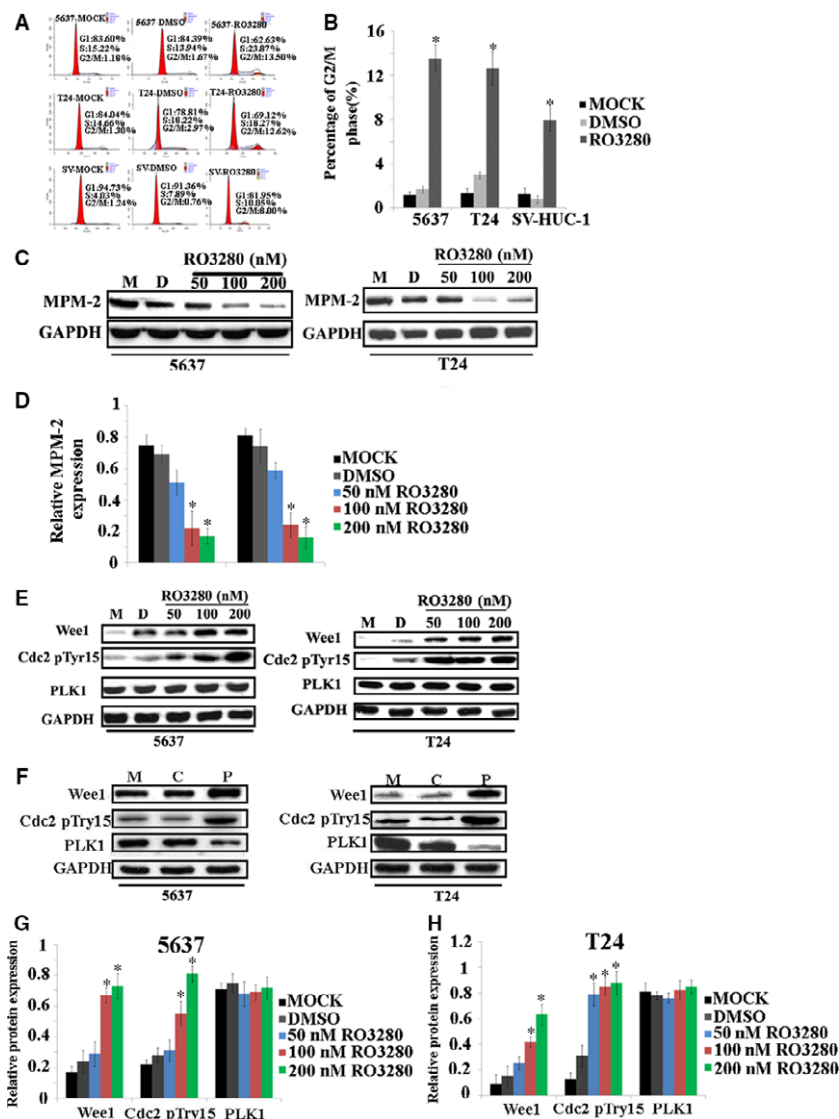 A
5637-MOCK
G1:83.60%
S:15.22%
G2/M:1.18%
5637 DMSO
G1:84.39%
S:13.94%
G2/M:1.67%
5637-RO3280
G1:62.63%
S:23.87%
G2/M:13.50%
T24-MOCK
G1:84.04%
S:14.66%
G2/M:1.30%
T24-DMSO
G1:78.81%
S:18.22%
G2/M:2.97%
T24-RO3280
G1:69.12%
S:18.27%
G2/M:12.62%
SV-MOCK
G1:94.73%
S:4.03%
G2/M:1.24%
SV-DMSO
G1:91.36%
S:7.89%
G2/M:0.76%
SV-RO3280
G1:81.95%
S:10.05%
G2/M:8.00%
B
Percentage of G2/M
phase(%)
16
12
8
4
0
* * *
MOCK
DMSO
RO3280
5637 T24 SV-HUC-1
C
RO3280 (nM)
M D 50 100 200
MPM-2
GAPDH
5637
RO3280 (nM)
M D 50 100 200
MPM-2
GAPDH
T24
D
Relative MPM-2
expression
1
0.8
0.6
0.4
0.2
0
* * * *
MOCK
DMSO
50 nM RO3280
100 nM RO3280
200 nM RO3280
E
RO3280 (nM)
M D 50 100 200
Wee1
Cdc2 pTyr15
PLK1
GAPDH
5637
RO3280 (nM)
M D 50 100 200
Wee1
Cdc2 pTyr15
PLK1
GAPDH
T24
F
M C P
Wee1
Cdc2 pTry15
PLK1
GAPDH
5637
M C P
Wee1
Cdc2 pTry15
PLK1
GAPDH
T24
G
5637
Relative protein expression
1
0.8
0.6
0.4
0.2
0
* * * *
MOCK
DMSO
50 nM RO3280
100 nM RO3280
200 nM RO3280
Wee1 Cdc2 pTry15 PLK1
H
T24
Relative protein expression
1.2
1
0.8
0.6
0.4
0.2
0
* * * * *
MOCK
DMSO
50 nM RO3280
100 nM RO3280
200 nM RO3280
Wee1 Cdc2 pTry15 PLK1